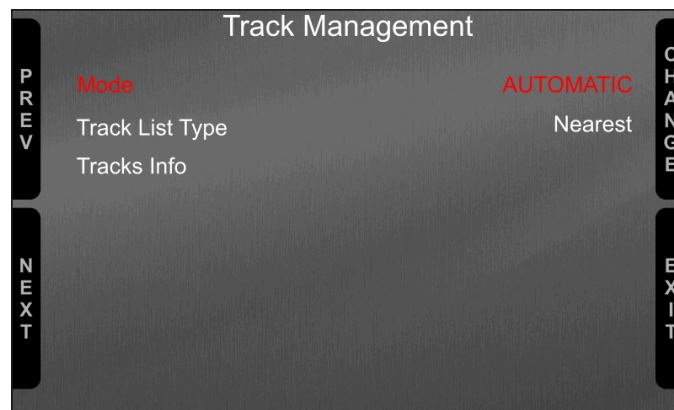 Track Management
PREV
CHANGE
Mode AUTOMATIC
Track List Type Nearest
Tracks Info
NEXT
EXIT